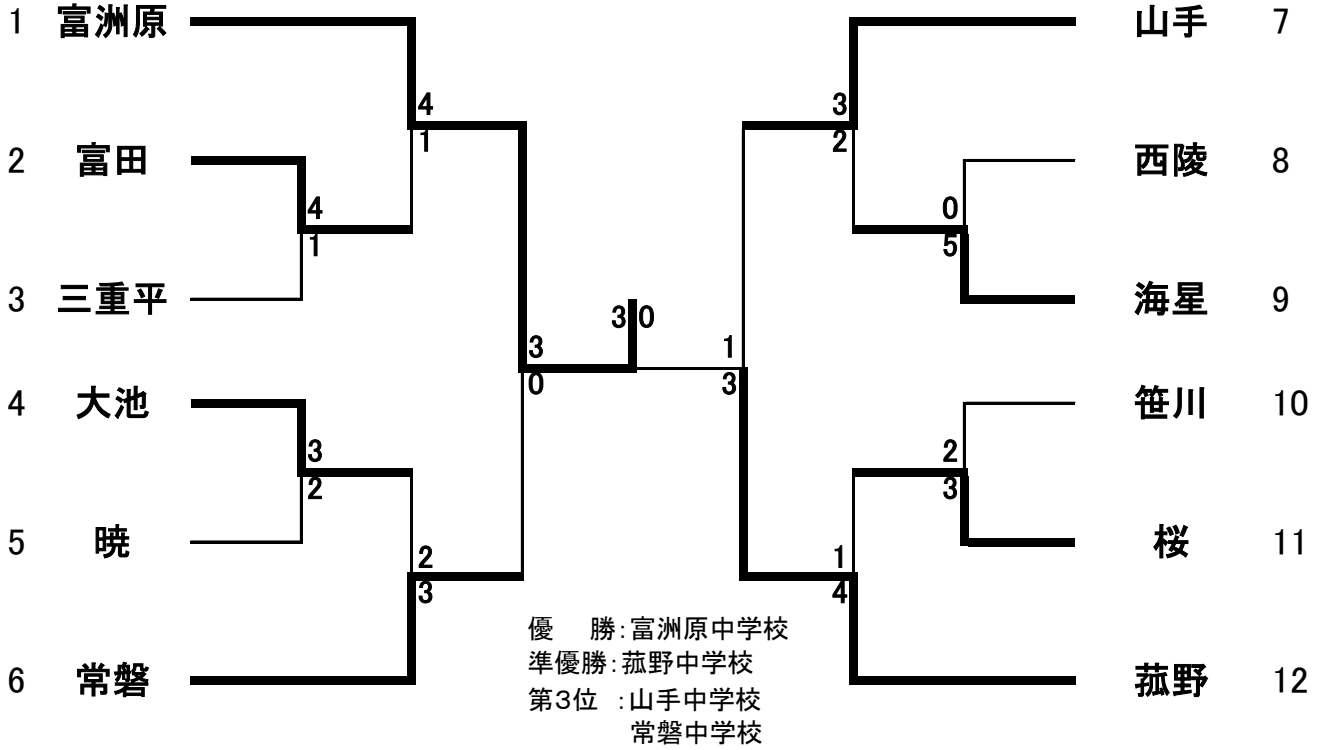 1 富洲原
山手 7
4
1
3
2
2 富田
西陵 8
4
1
0
5
3 三重平
海星 9
3 0
3
0
1
3
4 大池
笹川 10
3
2
2
3
5 暁
桜 11
2
3
1
4
6 常磐
菰野 12
優 勝:富洲原中学校
準優勝:菰野中学校
第3位 :山手中学校
常磐中学校